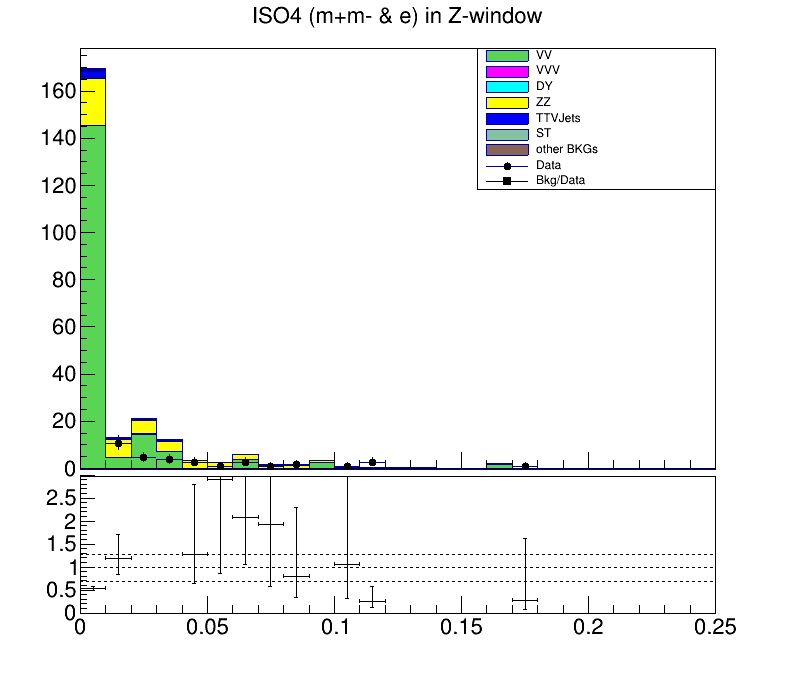 ISO4 (m+m- & e) in Z-window
VV
VVV
DY
ZZ
TTVJets
ST
other BKGs
Data
Bkg/Data
160
140
120
100
80
60
40
20
0
2.5
2
1.5
1
0.5
0
0 0.05 0.1 0.15 0.2 0.25